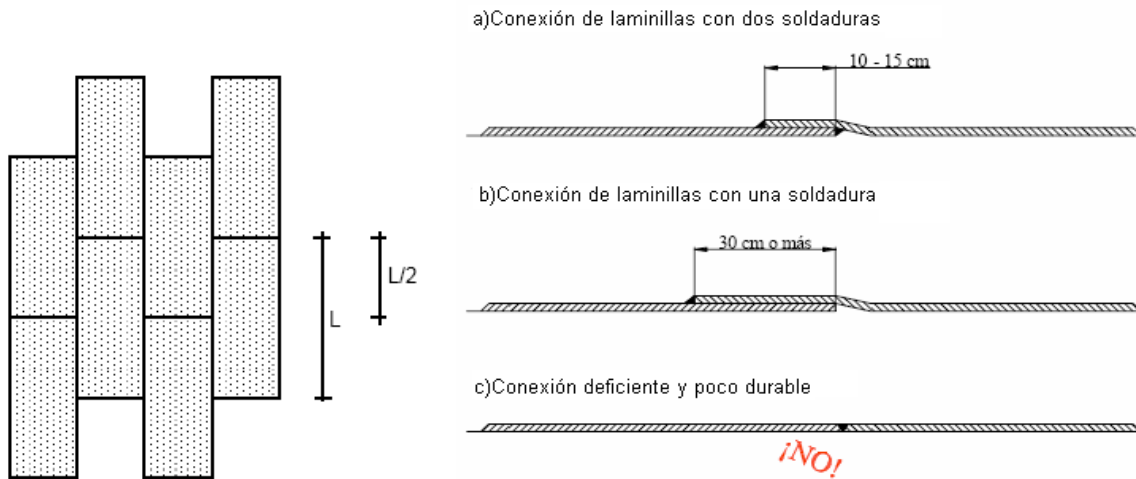 L/2
L
a)Conexión de laminillas con dos soldaduras
10 - 15 cm
b)Conexión de laminillas con una soldadura
30 cm o más
c)Conexión deficiente y poco durable
¡NO!